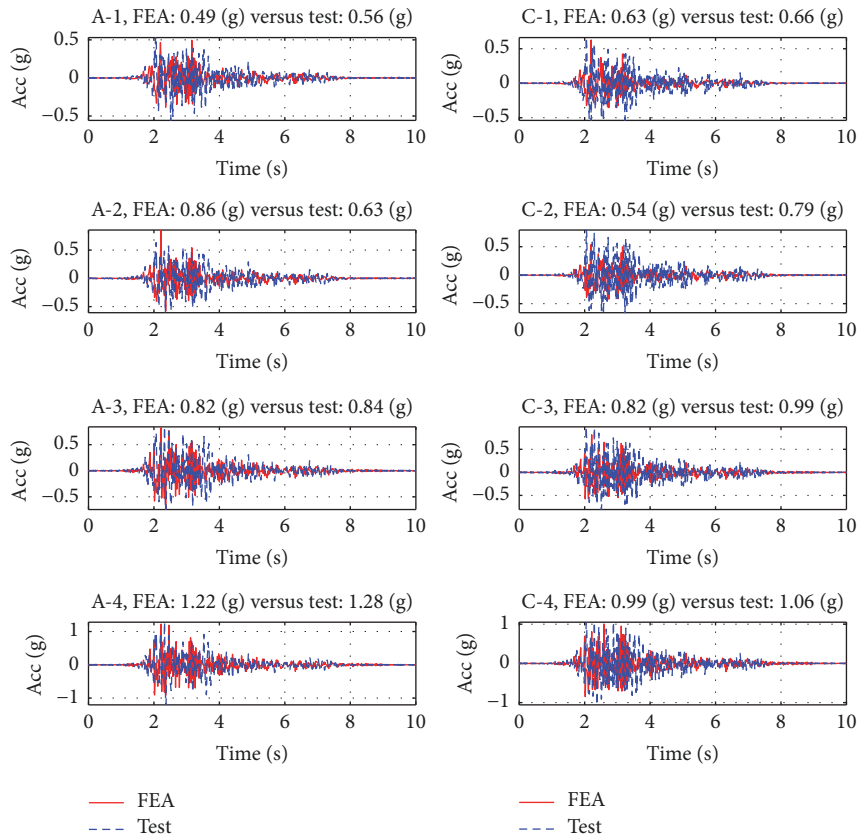 A-1, FEA: 0.49 (g) versus test: 0.56 (g)
Acc (g)
0.5
0
−0.5
0 2 4 6 8 10
Time (s)
C-1, FEA: 0.63 (g) versus test: 0.66 (g)
Acc (g)
0.5
0
−0.5
0 2 4 6 8 10
Time (s)
A-2, FEA: 0.86 (g) versus test: 0.63 (g)
Acc (g)
0.5
0
−0.5
0 2 4 6 8 10
Time (s)
C-2, FEA: 0.54 (g) versus test: 0.79 (g)
Acc (g)
0.5
0
−0.5
0 2 4 6 8 10
Time (s)
A-3, FEA: 0.82 (g) versus test: 0.84 (g)
Acc (g)
0.5
0
−0.5
0 2 4 6 8 10
Time (s)
C-3, FEA: 0.82 (g) versus test: 0.99 (g)
Acc (g)
0.5
0
−0.5
0 2 4 6 8 10
Time (s)
A-4, FEA: 1.22 (g) versus test: 1.28 (g)
Acc (g)
1
0
−1
0 2 4 6 8 10
Time (s)
C-4, FEA: 0.99 (g) versus test: 1.06 (g)
Acc (g)
1
0
−1
0 2 4 6 8 10
Time (s)
FEA
Test
FEA
Test